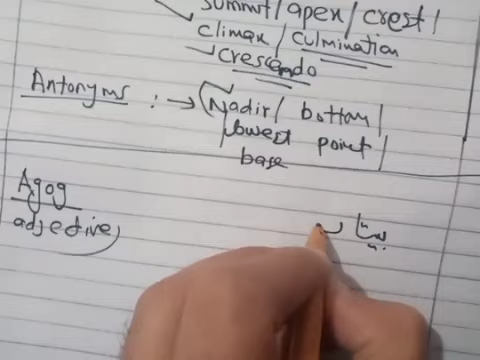 summit / apex / crest /
climax / culmination
crescendo
Antonyms : → Nadir / bottom /
lowest point /
base
Agog
adjective